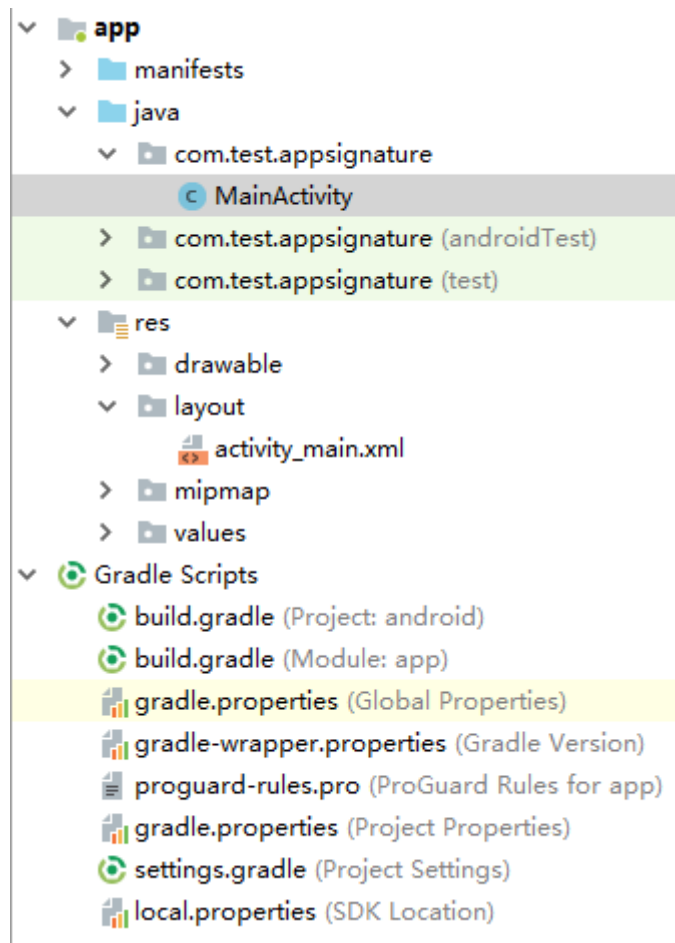 app
manifests
java
com.test.appsignature
C MainActivity
com.test.appsignature (androidTest)
com.test.appsignature (test)
res
drawable
layout
activity_main.xml
mipmap
values
Gradle Scripts
build.gradle (Project: android)
build.gradle (Module: app)
gradle.properties (Global Properties)
gradle-wrapper.properties (Gradle Version)
proguard-rules.pro (ProGuard Rules for app)
gradle.properties (Project Properties)
settings.gradle (Project Settings)
local.properties (SDK Location)